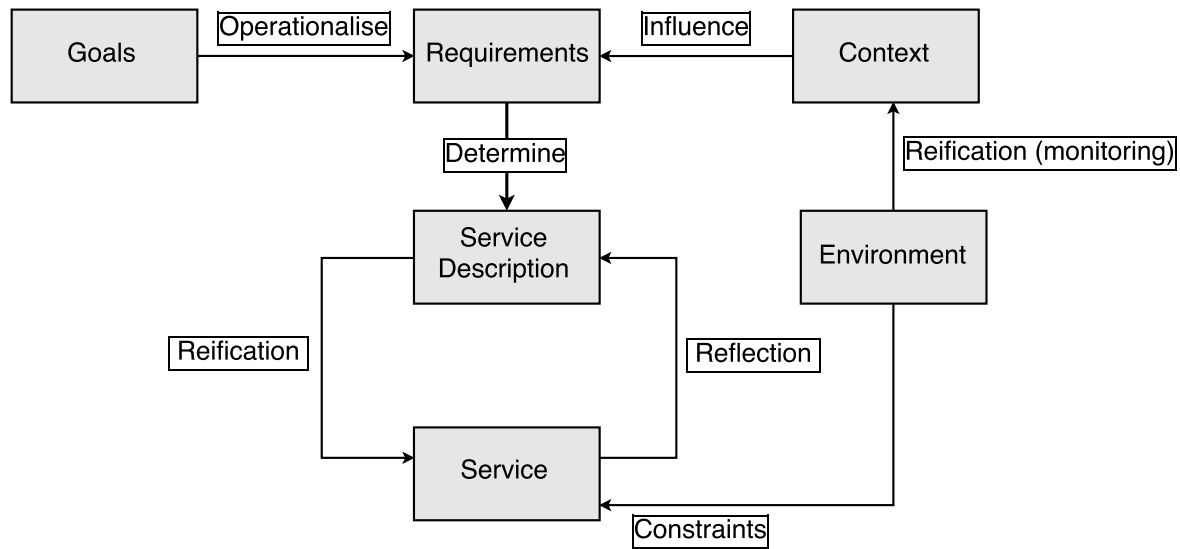 Operationalise
Influence
Goals
Requirements
Context
Determine
Reification (monitoring)
Service
Description
Environment
Reification
Reflection
Service
Constraints